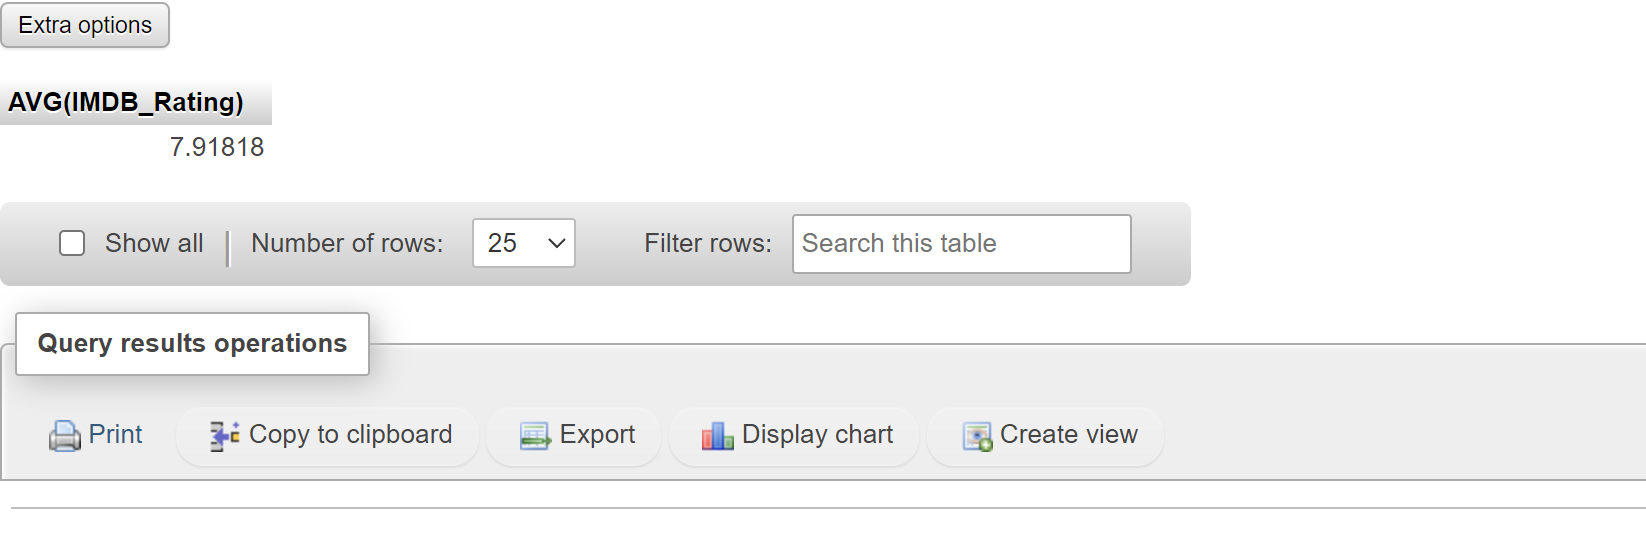 Extra options
AVG(IMDB_Rating)
7.91818
Show all Number of rows: 25 Filter rows: Search this table
Query results operations
Print Copy to clipboard Export Display chart Create view